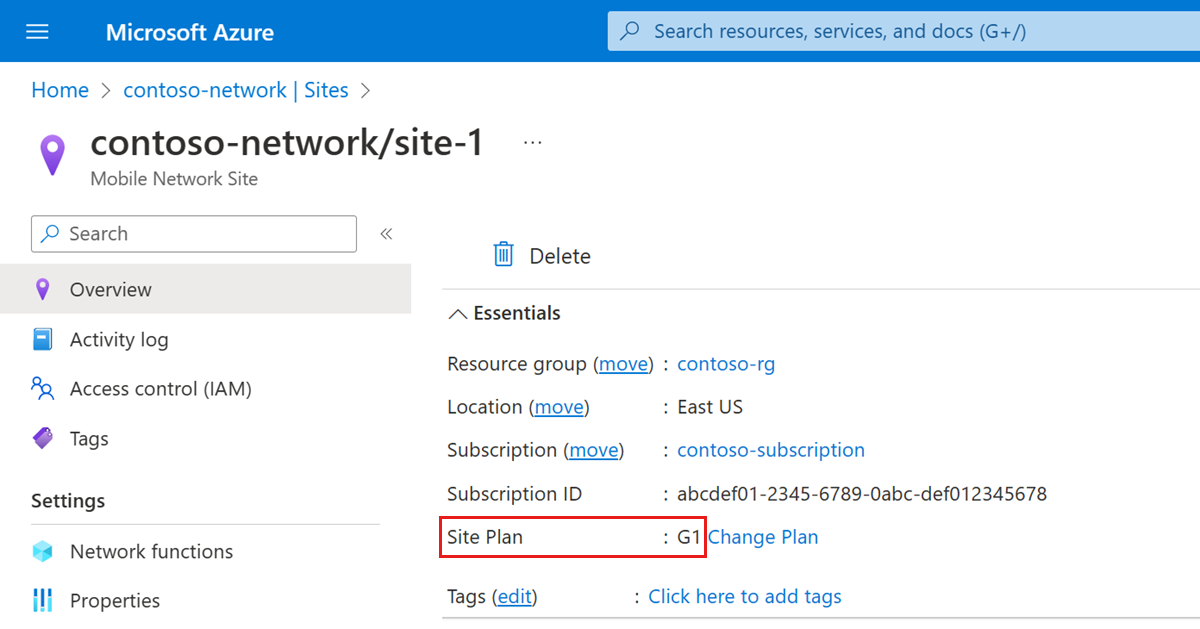 Microsoft Azure
Search resources, services, and docs (G+/)
Home > contoso-network | Sites >
contoso-network/site-1 ...
Mobile Network Site
Search «
Delete
Overview
Activity log
Access control (IAM)
Tags
Settings
Network functions
Properties
Essentials
Resource group (move) : contoso-rg
Location (move) : East US
Subscription (move) : contoso-subscription
Subscription ID : abcdef01-2345-6789-0abc-def012345678
Site Plan : G1 Change Plan
Tags (edit) : Click here to add tags